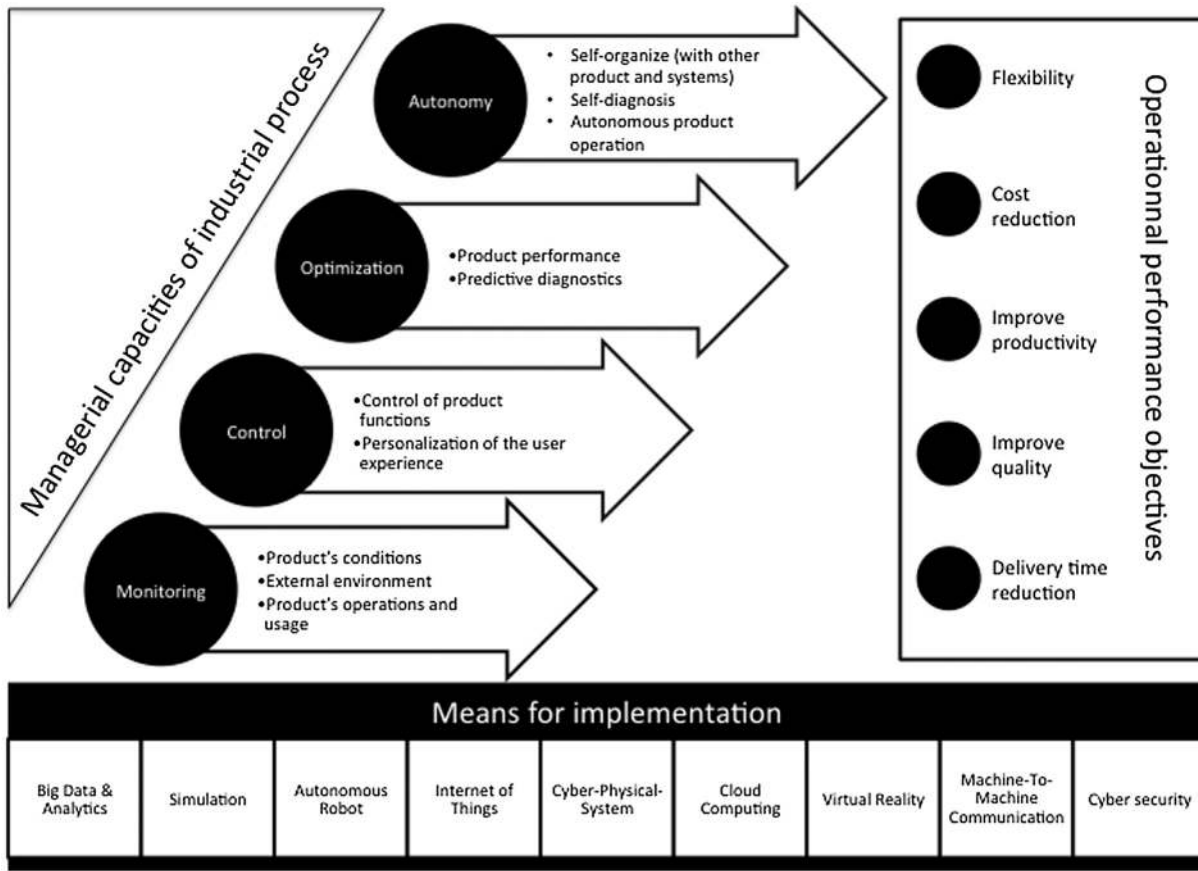 Managerial capacities of industrial process
Autonomy
• Self-organize (with other
product and systems)
• Self-diagnosis
• Autonomous product
operation
Optimization
•Product performance
•Predictive diagnostics
Control
•Control of product
functions
•Personalization of the user
experience
Monitoring
•Product's conditions
•External environment
•Product's operations and
usage
Operationnal performance objectives
Flexibility
Cost
reduction
Improve
productivity
Improve
quality
Delivery time
reduction
Means for implementation
Big Data &
Analytics
Simulation
Autonomous
Robot
Internet of
Things
Cyber-Physical-
System
Cloud
Computing
Virtual Reality
Machine-To-
Machine
Communication
Cyber security